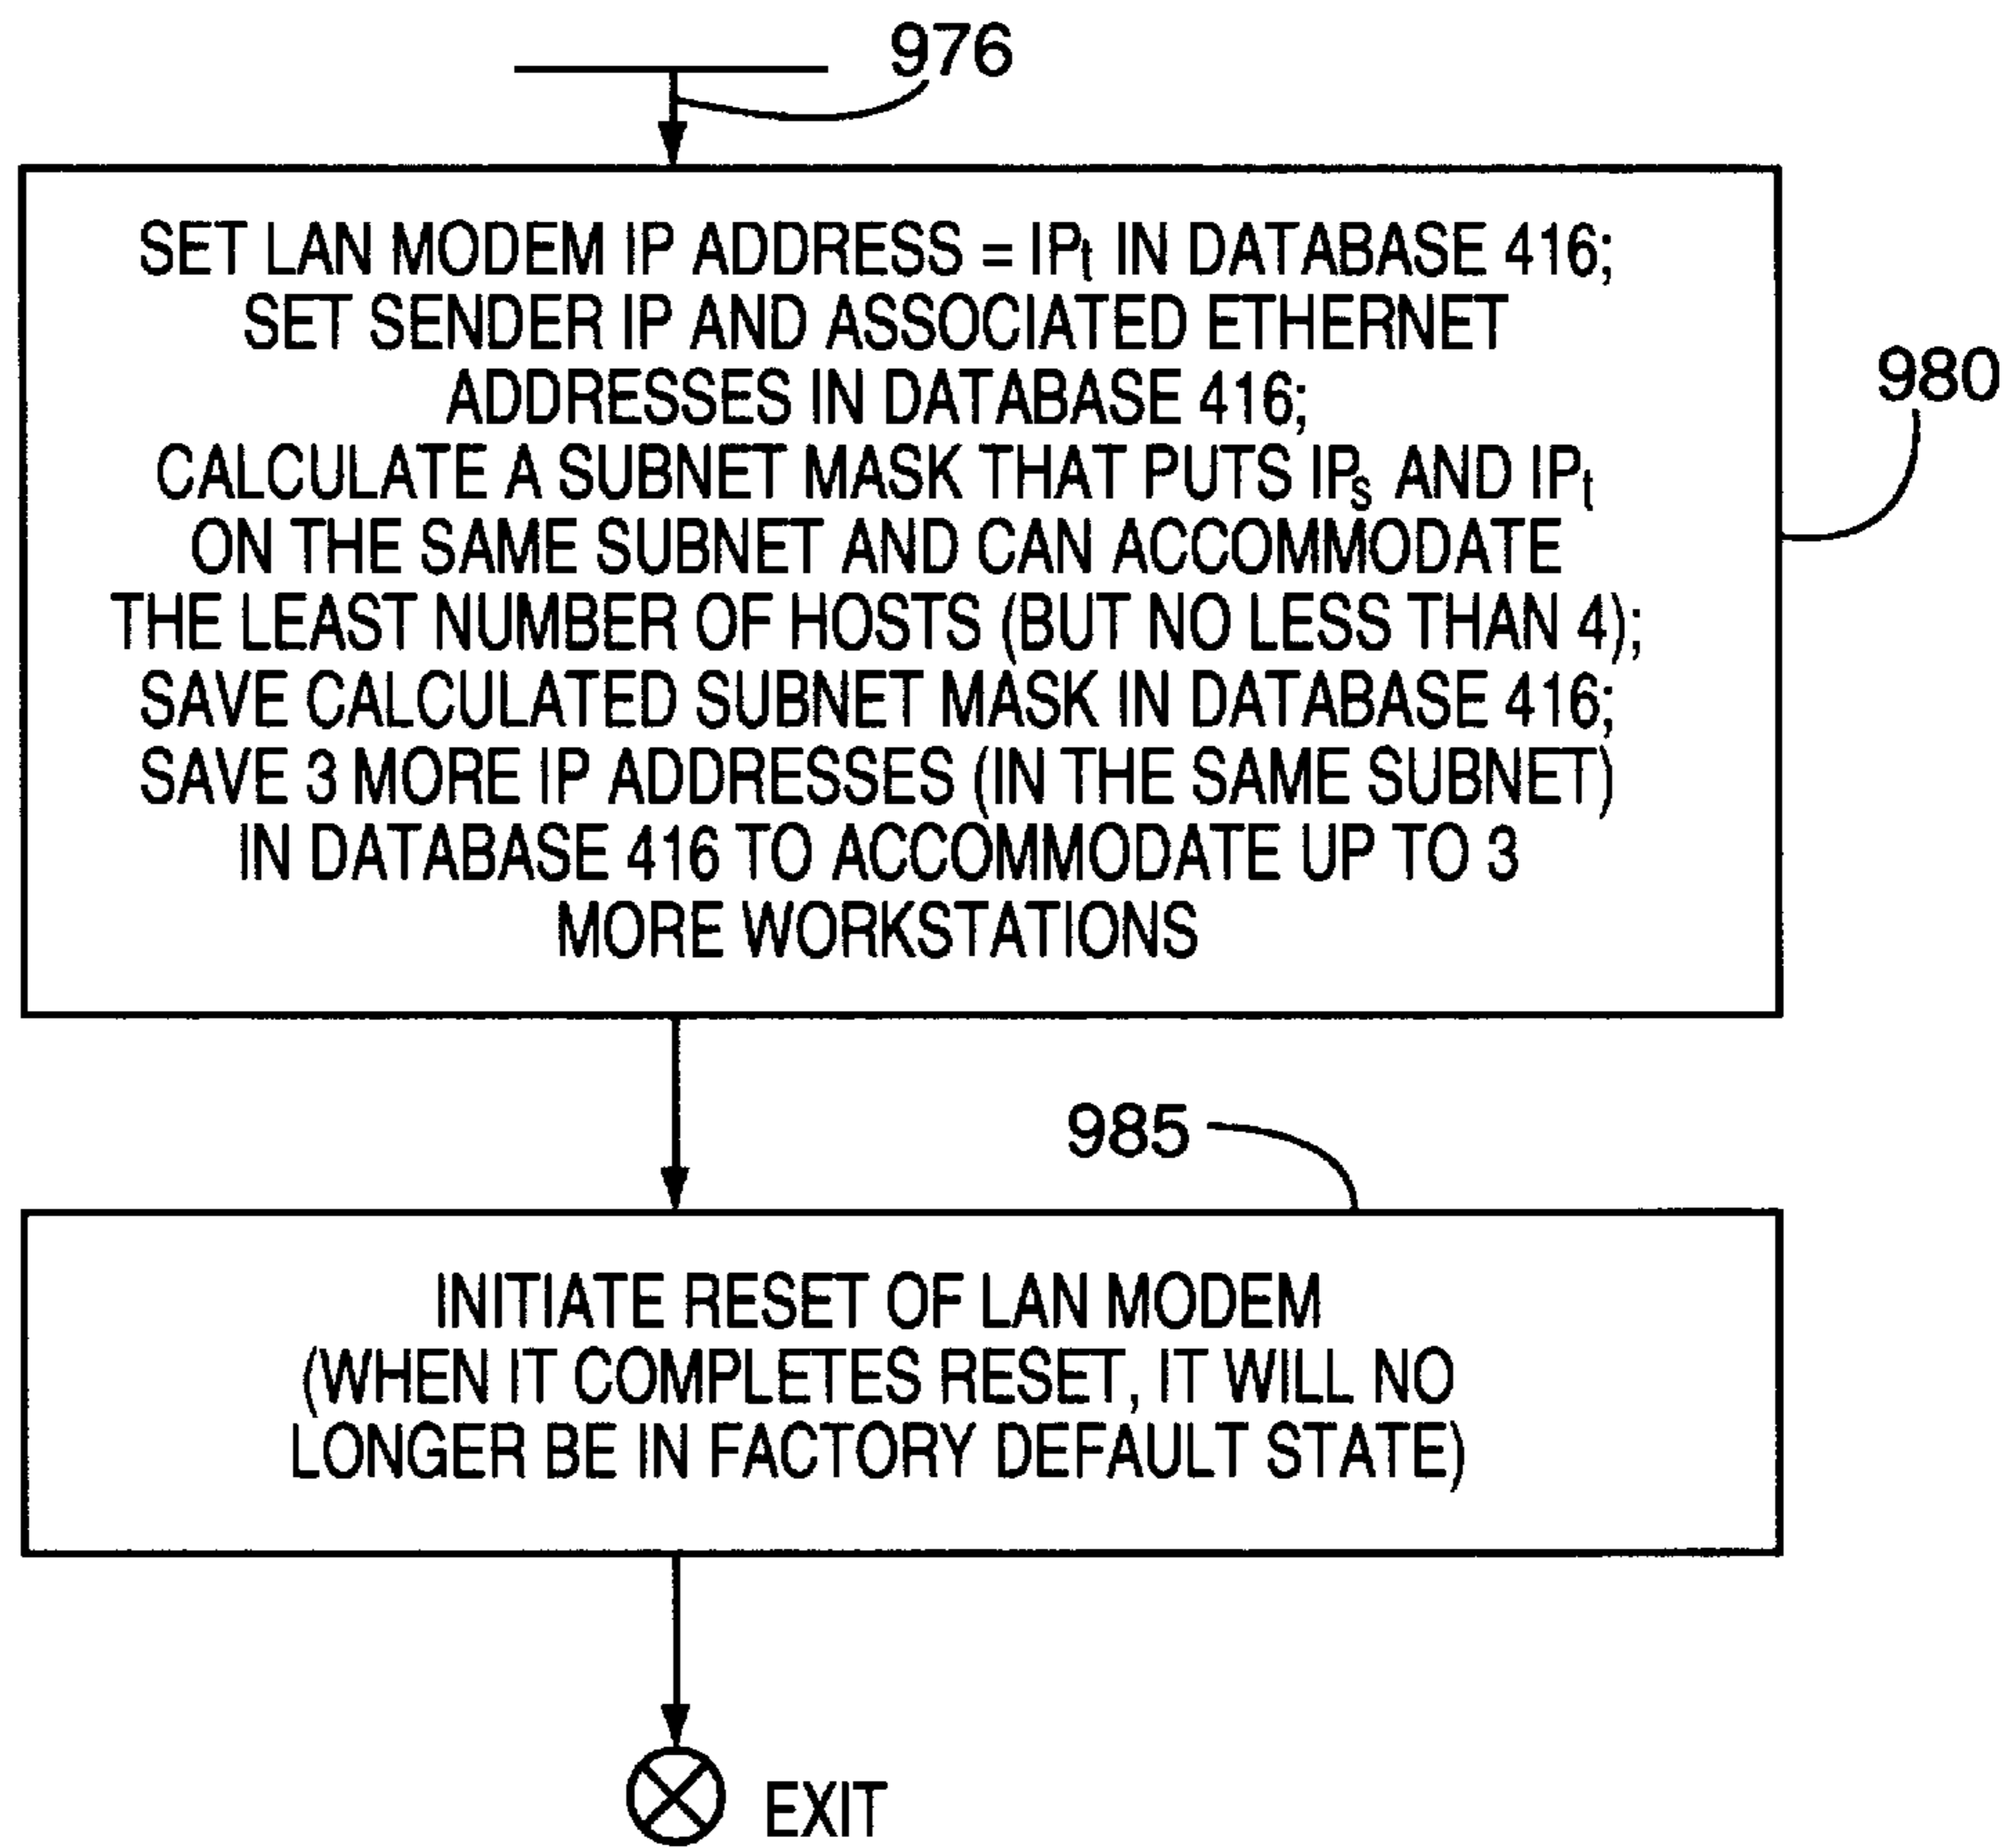 976
SET LAN MODEM IP ADDRESS = IPt IN DATABASE 416;
SET SENDER IP AND ASSOCIATED ETHERNET
ADDRESSES IN DATABASE 416;
CALCULATE A SUBNET MASK THAT PUTS IPs AND IPt
ON THE SAME SUBNET AND CAN ACCOMMODATE
THE LEAST NUMBER OF HOSTS (BUT NO LESS THAN 4);
SAVE CALCULATED SUBNET MASK IN DATABASE 416;
SAVE 3 MORE IP ADDRESSES (IN THE SAME SUBNET)
IN DATABASE 416 TO ACCOMMODATE UP TO 3
MORE WORKSTATIONS
980
985
INITIATE RESET OF LAN MODEM
(WHEN IT COMPLETES RESET, IT WILL NO
LONGER BE IN FACTORY DEFAULT STATE)
EXIT